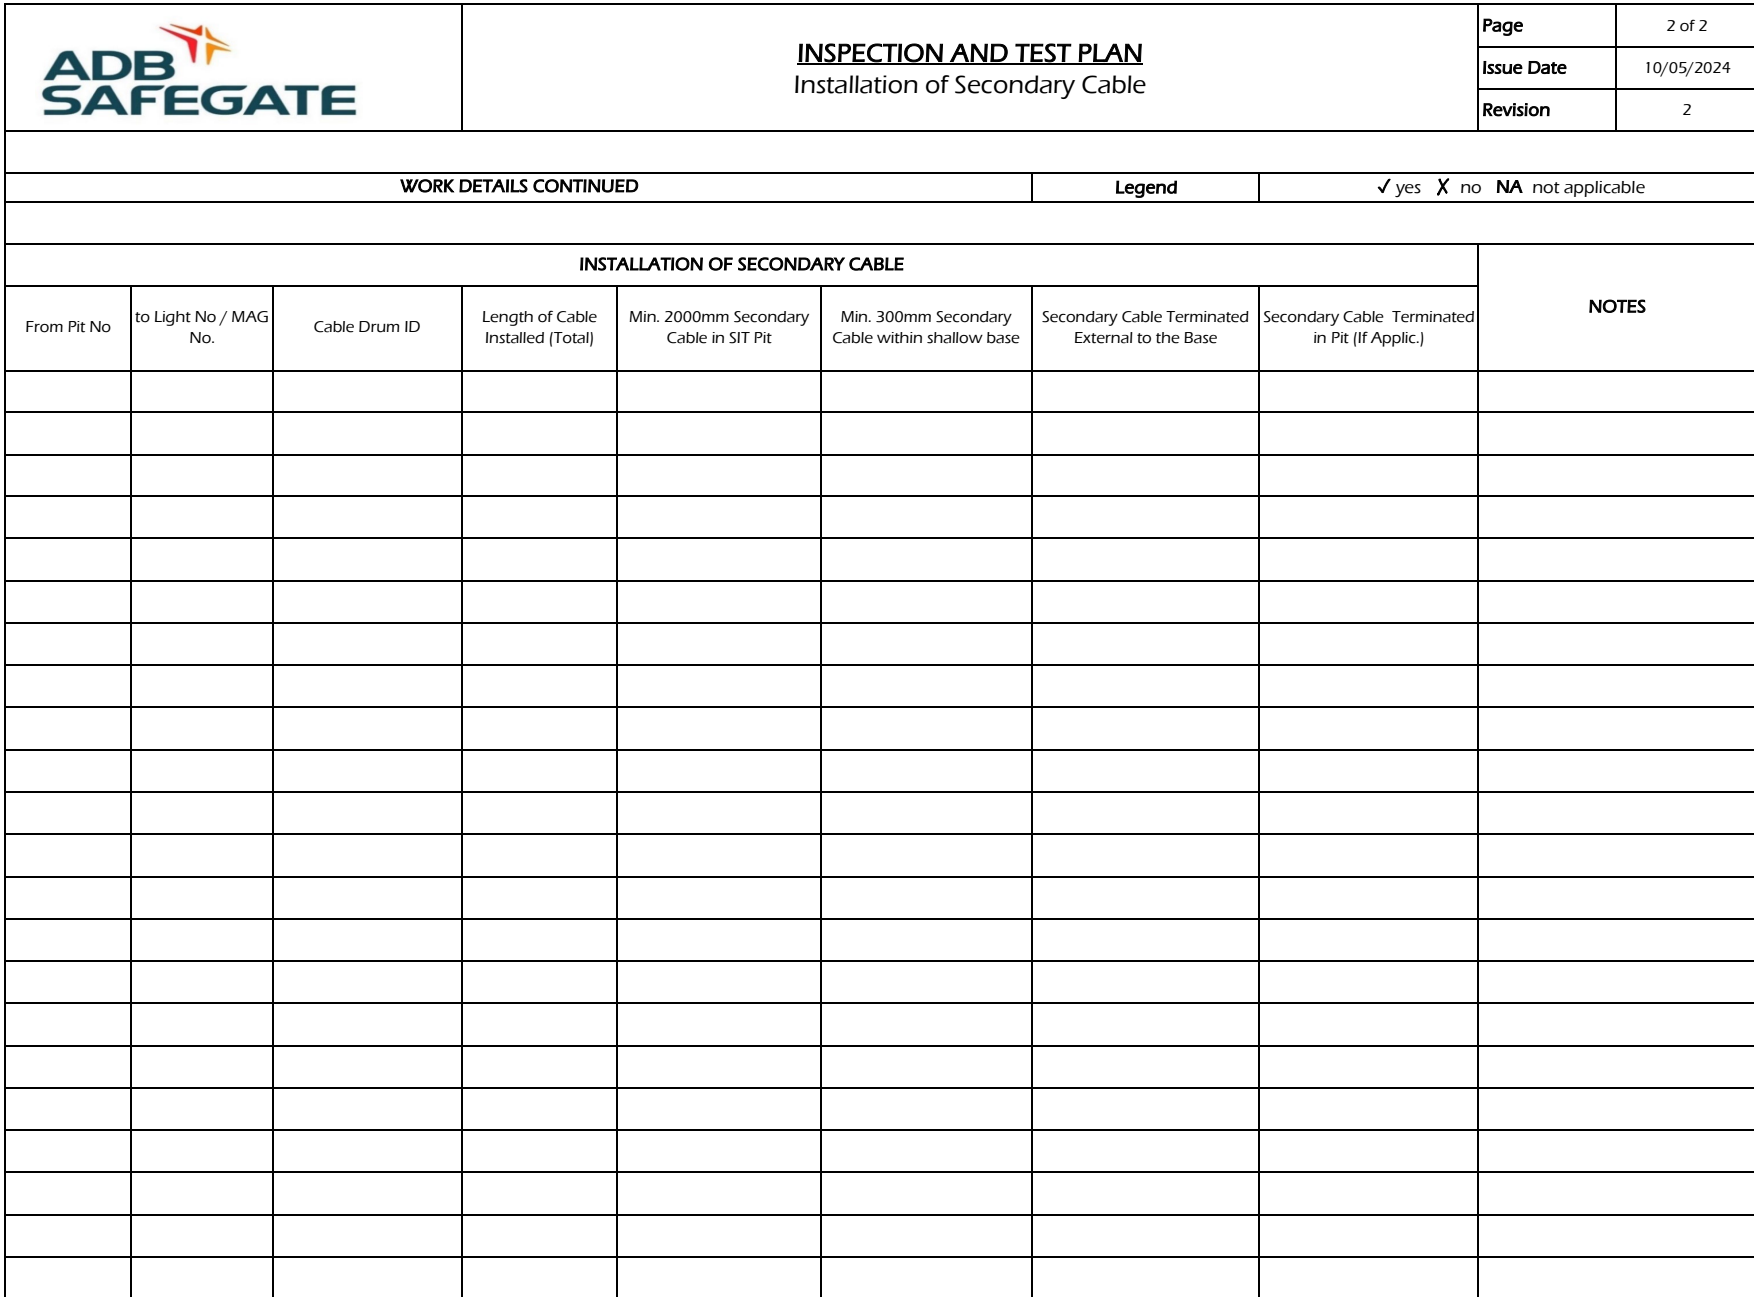 ADB
SAFEGATE
INSPECTION AND TEST PLAN
Installation of Secondary Cable
Page 2 of 2
Issue Date 10/05/2024
Revision 2
WORK DETAILS CONTINUED Legend ✓ yes ✗ no NA not applicable
INSTALLATION OF SECONDARY CABLE
NOTES
From Pit No
to Light No / MAG
No.
Cable Drum ID
Length of Cable
Installed (Total)
Min. 2000mm Secondary
Cable in SIT Pit
Min. 300mm Secondary
Cable within shallow base
Secondary Cable Terminated
External to the Base
Secondary Cable Terminated
in Pit (If Applic.)